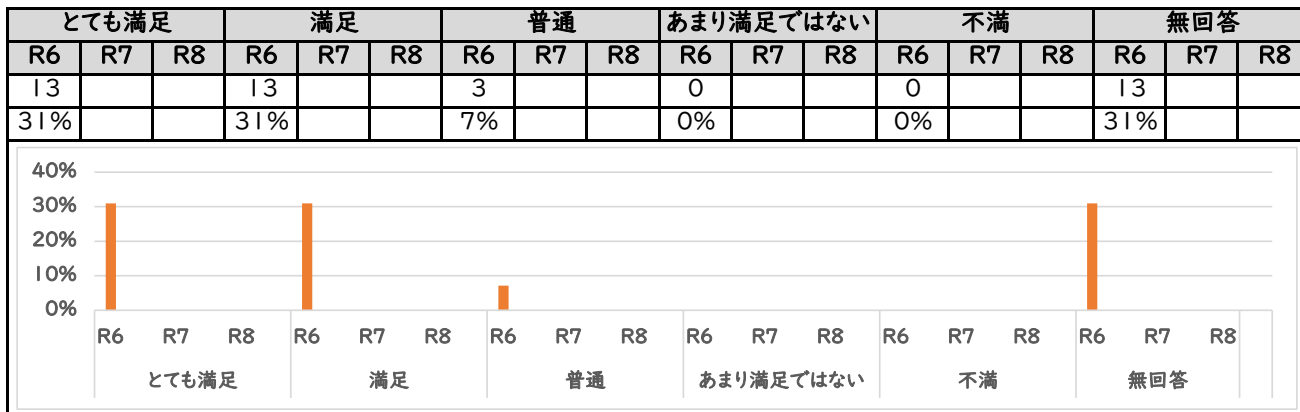 とても満足 満足 普通 あまり満足ではない 不満 無回答
R6 R7 R8 R6 R7 R8 R6 R7 R8 R6 R7 R8 R6 R7 R8 R6 R7 R8
13 13 3 0 0 13
31% 31% 7% 0% 0% 31%
40%
30%
20%
10%
0%
R6 R7 R8 R6 R7 R8 R6 R7 R8 R6 R7 R8 R6 R7 R8 R6 R7 R8
とても満足 満足 普通 あまり満足ではない 不満 無回答